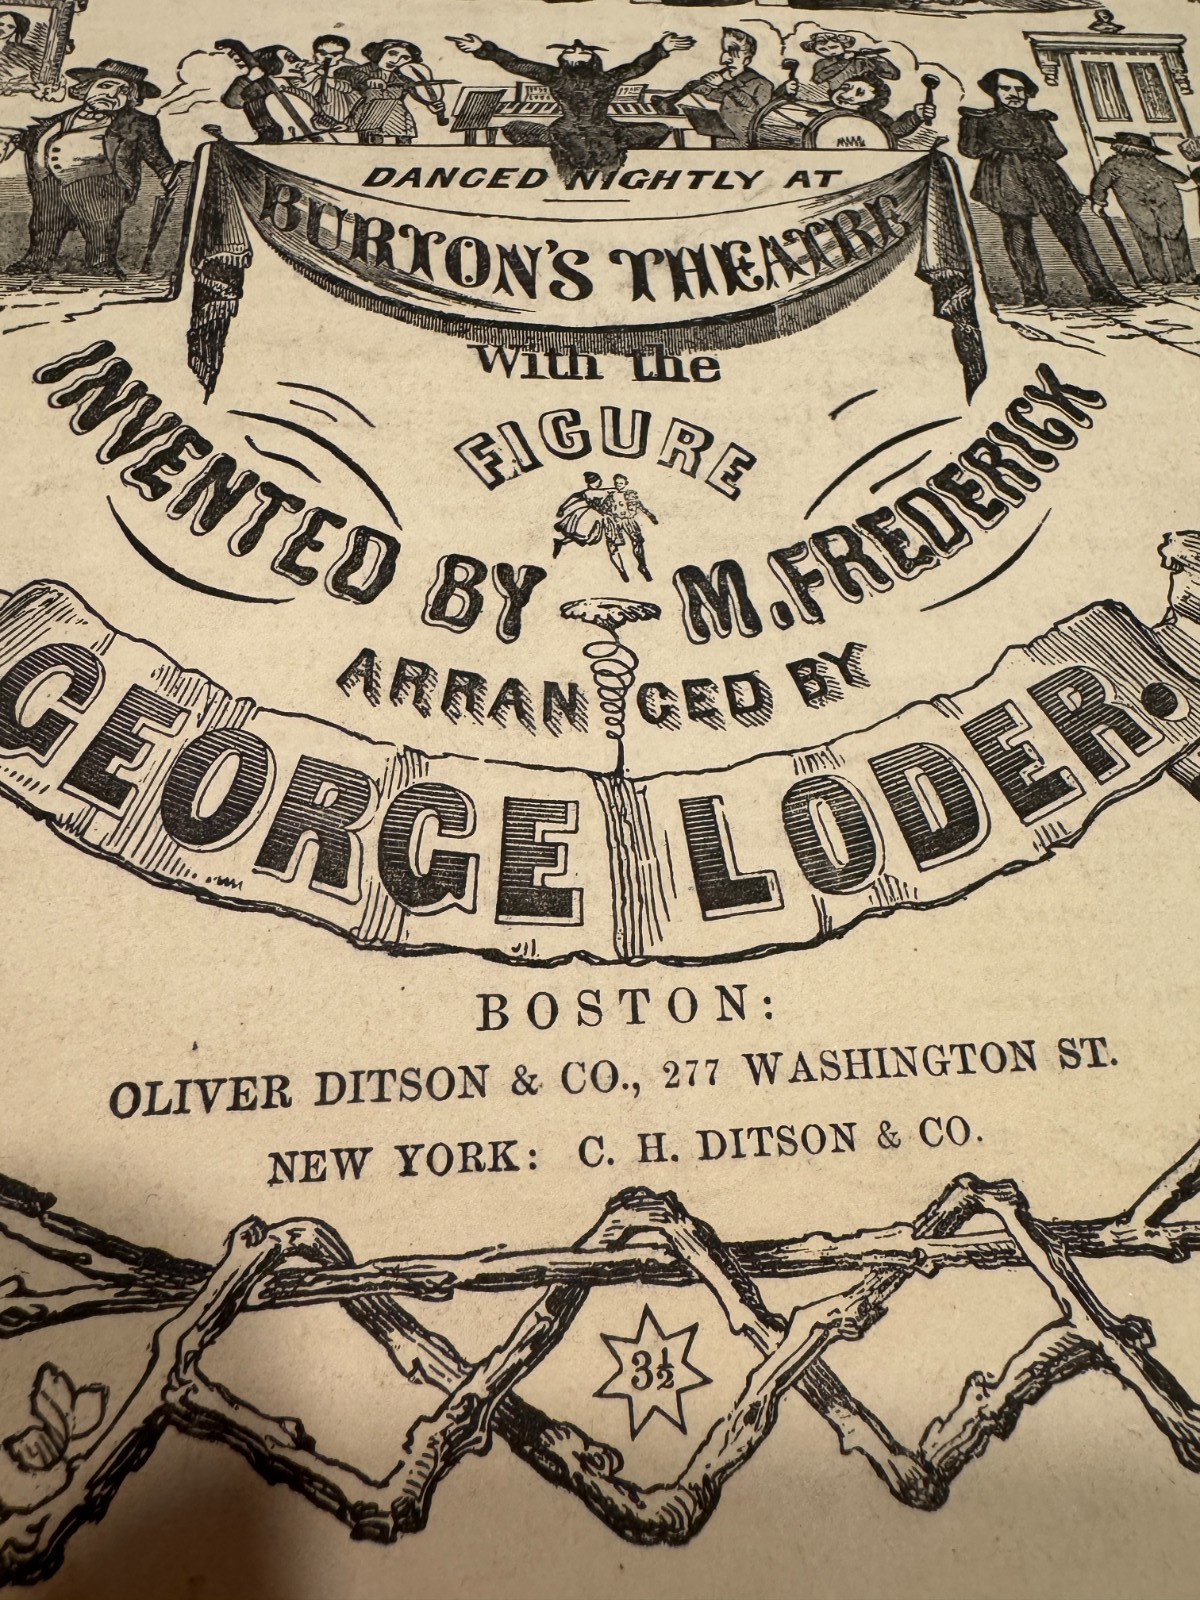 DANCED NIGHTLY AT
BURTON'S THEATRE
With the
FIGURE
INVENTED BY M. FREDERICK
ARRANGED BY
GEORGE LODER.
BOSTON:
OLIVER DITSON & CO., 277 WASHINGTON ST.
NEW YORK: C. H. DITSON & CO.
3½